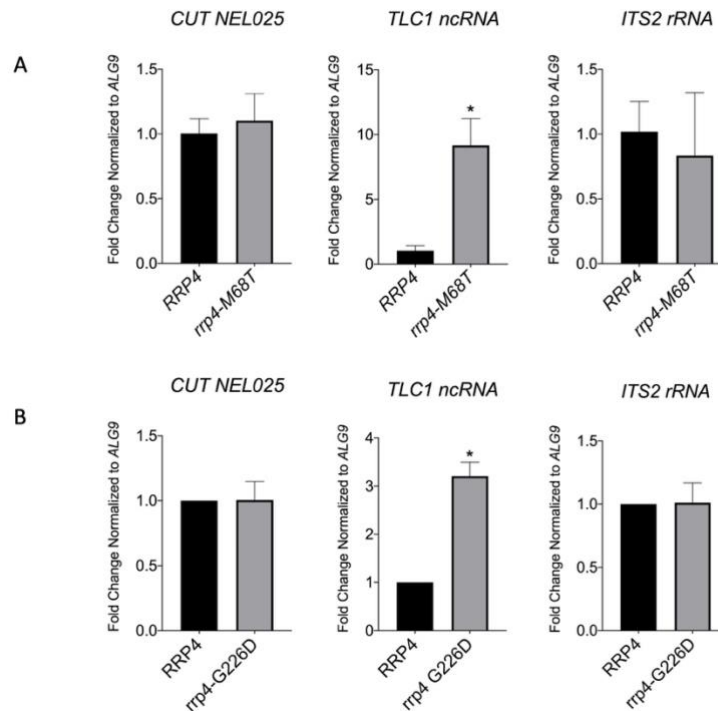 CUT NEL025
TLC1 ncRNA
ITS2 rRNA
A
Fold Change Normalized to ALG9
1.5
1.0
0.5
0.0
RRP4
rrp4-M68T
Fold Change Normalized to ALG9
15
10
5
0
*
RRP4
rrp4-M68T
Fold Change Normalized to ALG9
1.5
1.0
0.5
0.0
RRP4
rrp4-M68T
CUT NEL025
TLC1 ncRNA
ITS2 rRNA
B
Fold Change Normalized to ALG9
1.5
1.0
0.5
0.0
RRP4
rrp4-G226D
Fold Change Normalized to ALG9
4
3
2
1
0
*
RRP4
rrp4 G226D
Fold Change Normalized to ALG9
1.5
1.0
0.5
0.0
RRP4
rrp4-G226D